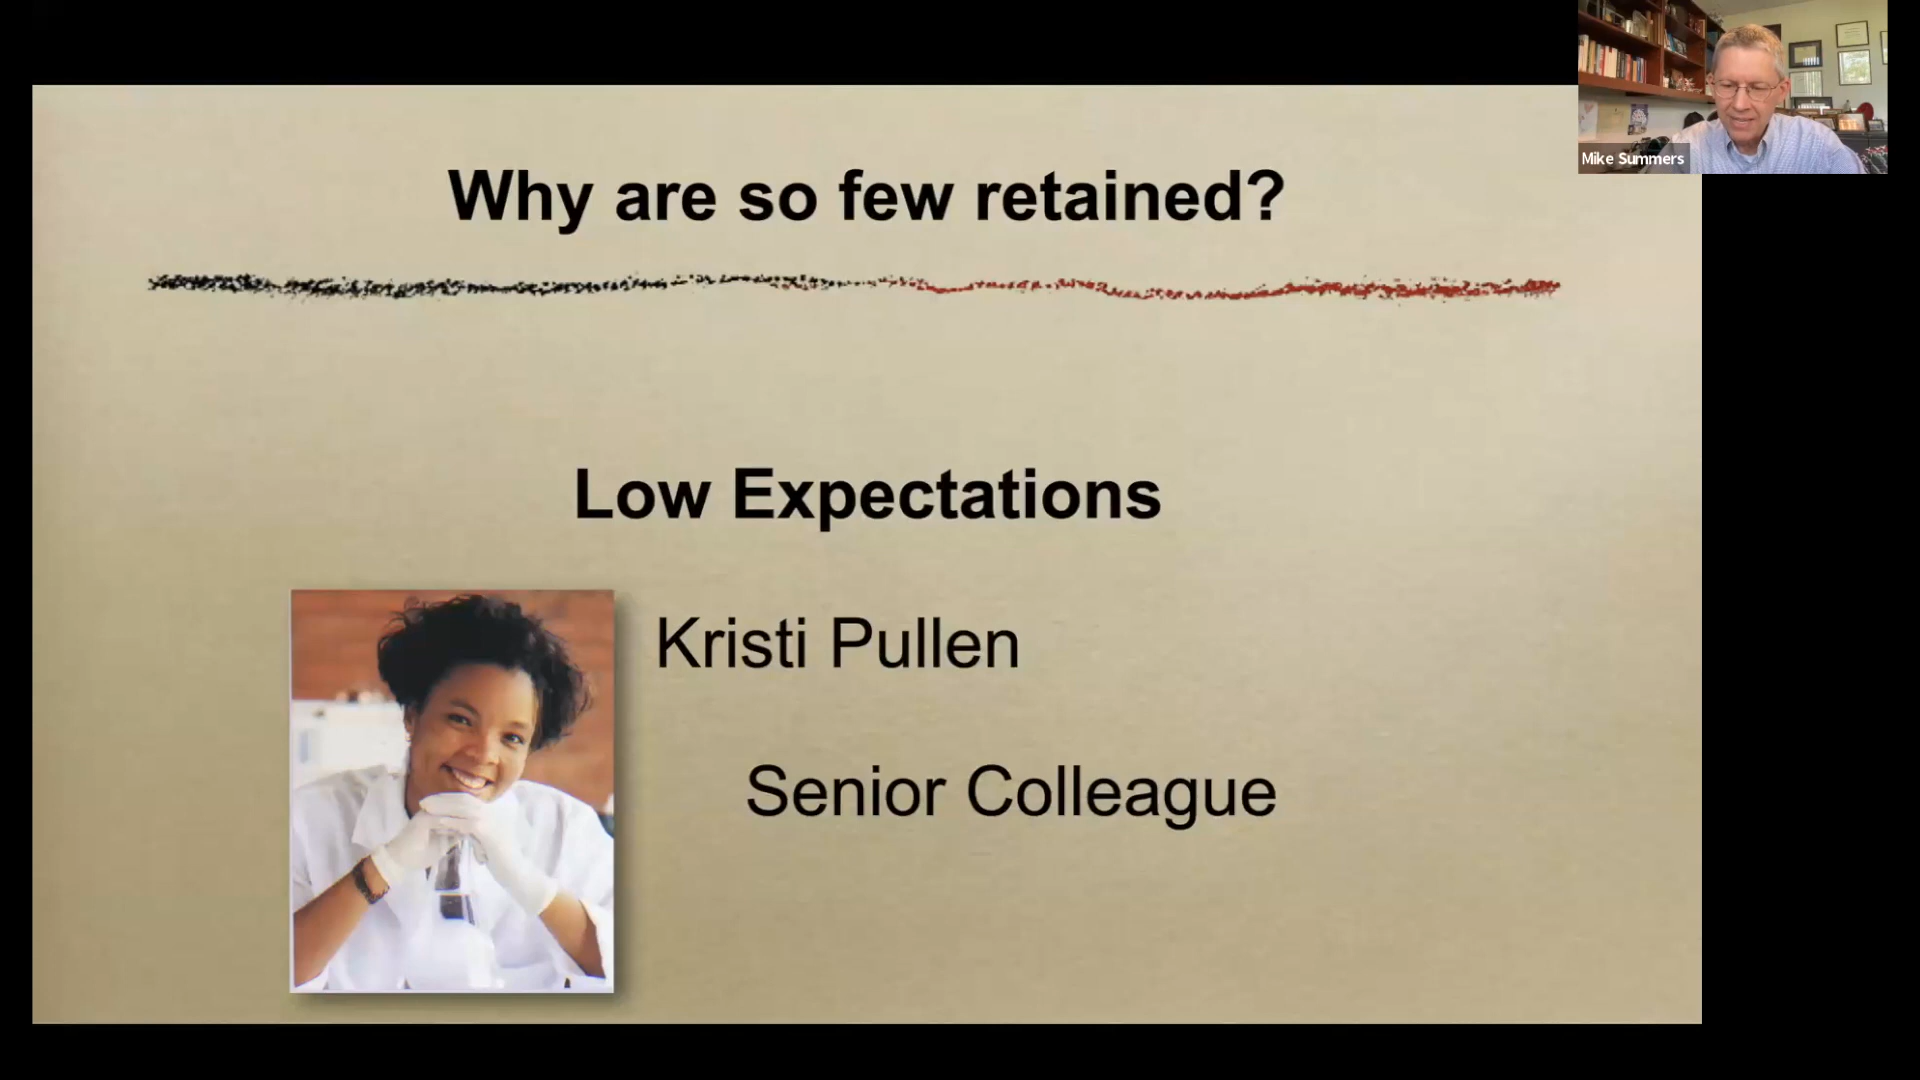 Why are so few retained?
Mike Summers
Low Expectations
Kristi Pullen
Senior Colleague